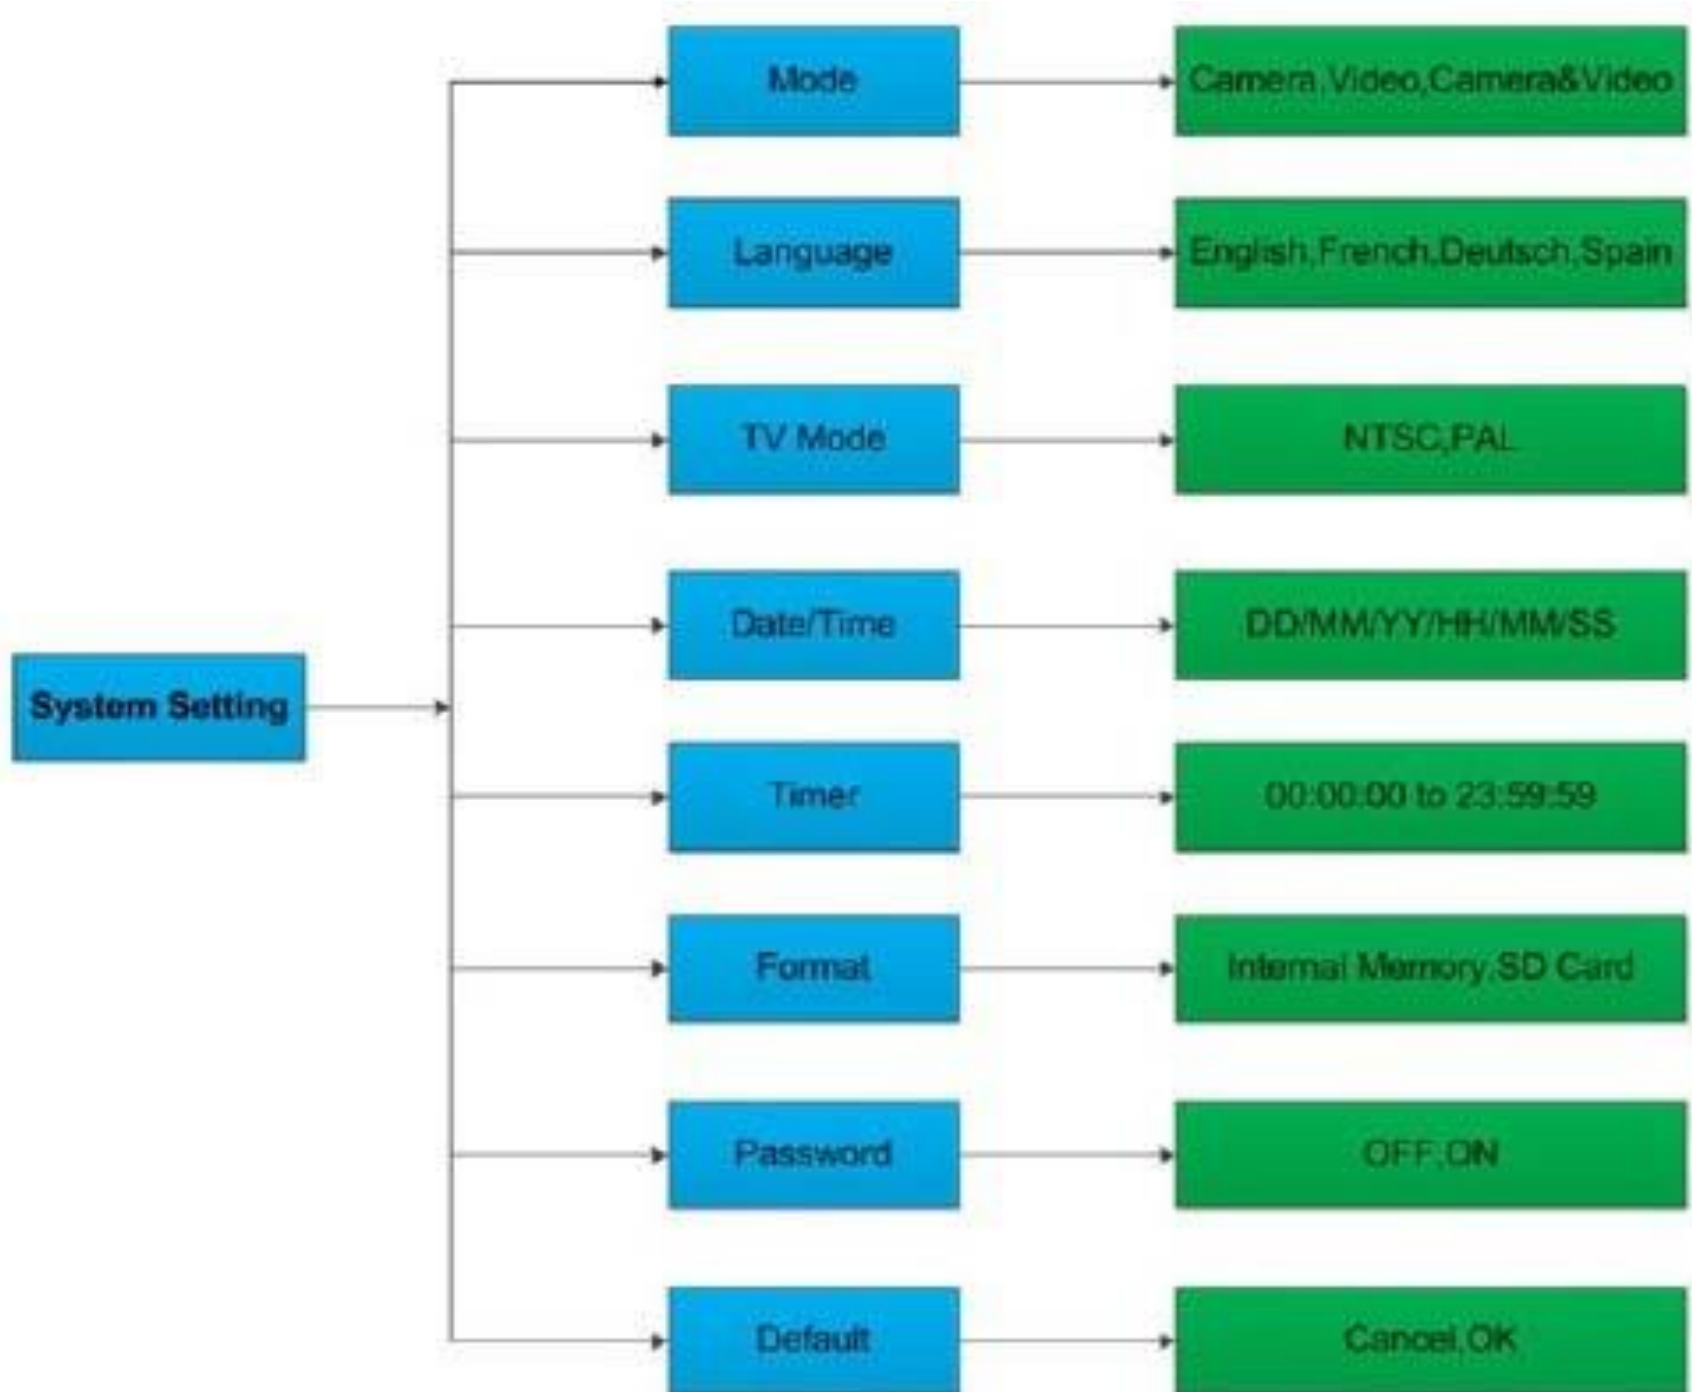 Mode
Camera,Video,Camera&Video
Language
English,French,Deutsch,Spain
TV Mode
NTSC,PAL
Date/Time
DD/MM/YY/HH/MM/SS
System Setting
Timer
00:00:00 to 23:59:59
Format
Internal Memory,SD Card
Password
OFF,ON
Default
Cancel,OK